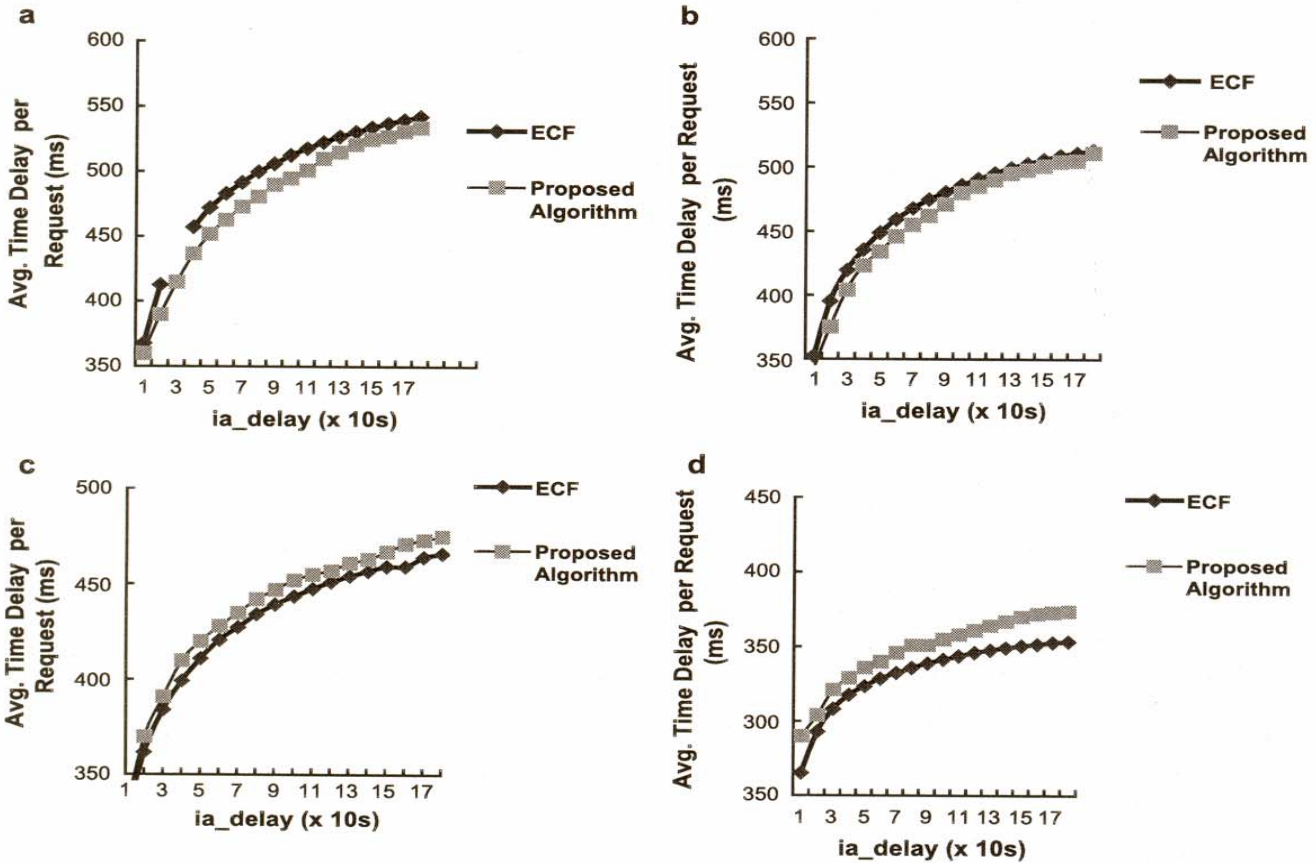 a
600
550
500
450
400
350
1 3 5 7 9 11 13 15 17
Avg. Time Delay per
Request (ms)
ia_delay (x 10s)
ECF
Proposed
Algorithm
b
600
550
500
450
400
350
1 3 5 7 9 11 13 15 17
Avg. Time Delay per Request
(ms)
ia_delay (x 10s)
ECF
Proposed
Algorithm
c
500
450
400
350
1 3 5 7 9 11 13 15 17
Avg. Time Delay per
Request (ms)
ia_delay (x 10s)
ECF
Proposed
Algorithm
d
450
400
350
300
350
1 3 5 7 9 11 13 15 17
Avg. Time Delay per Request
(ms)
ia_delay (x 10s)
ECF
Proposed
Algorithm